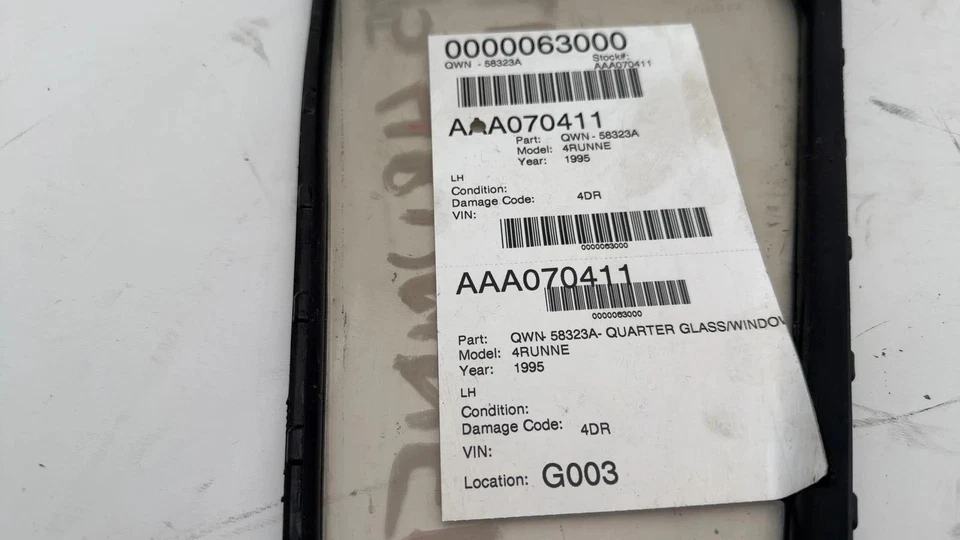 0000063000
QWN - 58323A Stock#:
AAA070411
AAA070411
Part: QWN - 58323A
Model: 4RUNNE
Year: 1995
LH
Condition:
Damage Code: 4DR
VIN:
0000063000
AAA070411
0000063000
Part: QWN- 58323A- QUARTER GLASS/WINDOW
Model: 4RUNNE
Year: 1995
LH
Condition:
Damage Code: 4DR
VIN:
Location: G003